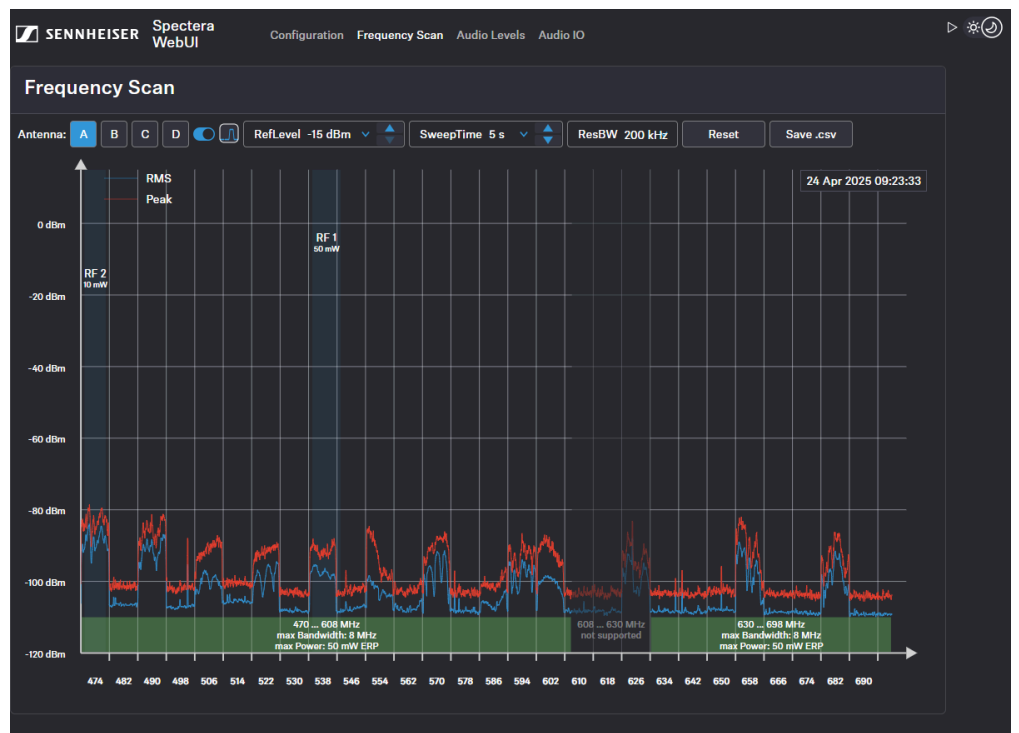 SENNHEISER Spectera WebUI Configuration Frequency Scan Audio Levels Audio IO
Frequency Scan
Antenna: A B C D RefLevel -15 dBm SweepTime 5 s ResBW 200 kHz Reset Save .csv
RMS
Peak
24 Apr 2025 09:23:33
0 dBm
RF 1
50 mW
RF 2
10 mW
-20 dBm
-40 dBm
-60 dBm
-80 dBm
-100 dBm
-120 dBm
470 ... 608 MHz
max Bandwidth: 8 MHz
max Power: 50 mW ERP
608 ... 630 MHz
not supported
630 ... 698 MHz
max Bandwidth: 8 MHz
max Power: 50 mW ERP
474 482 490 498 506 514 522 530 538 546 554 562 570 578 586 594 602 610 618 626 634 642 650 658 666 674 682 690